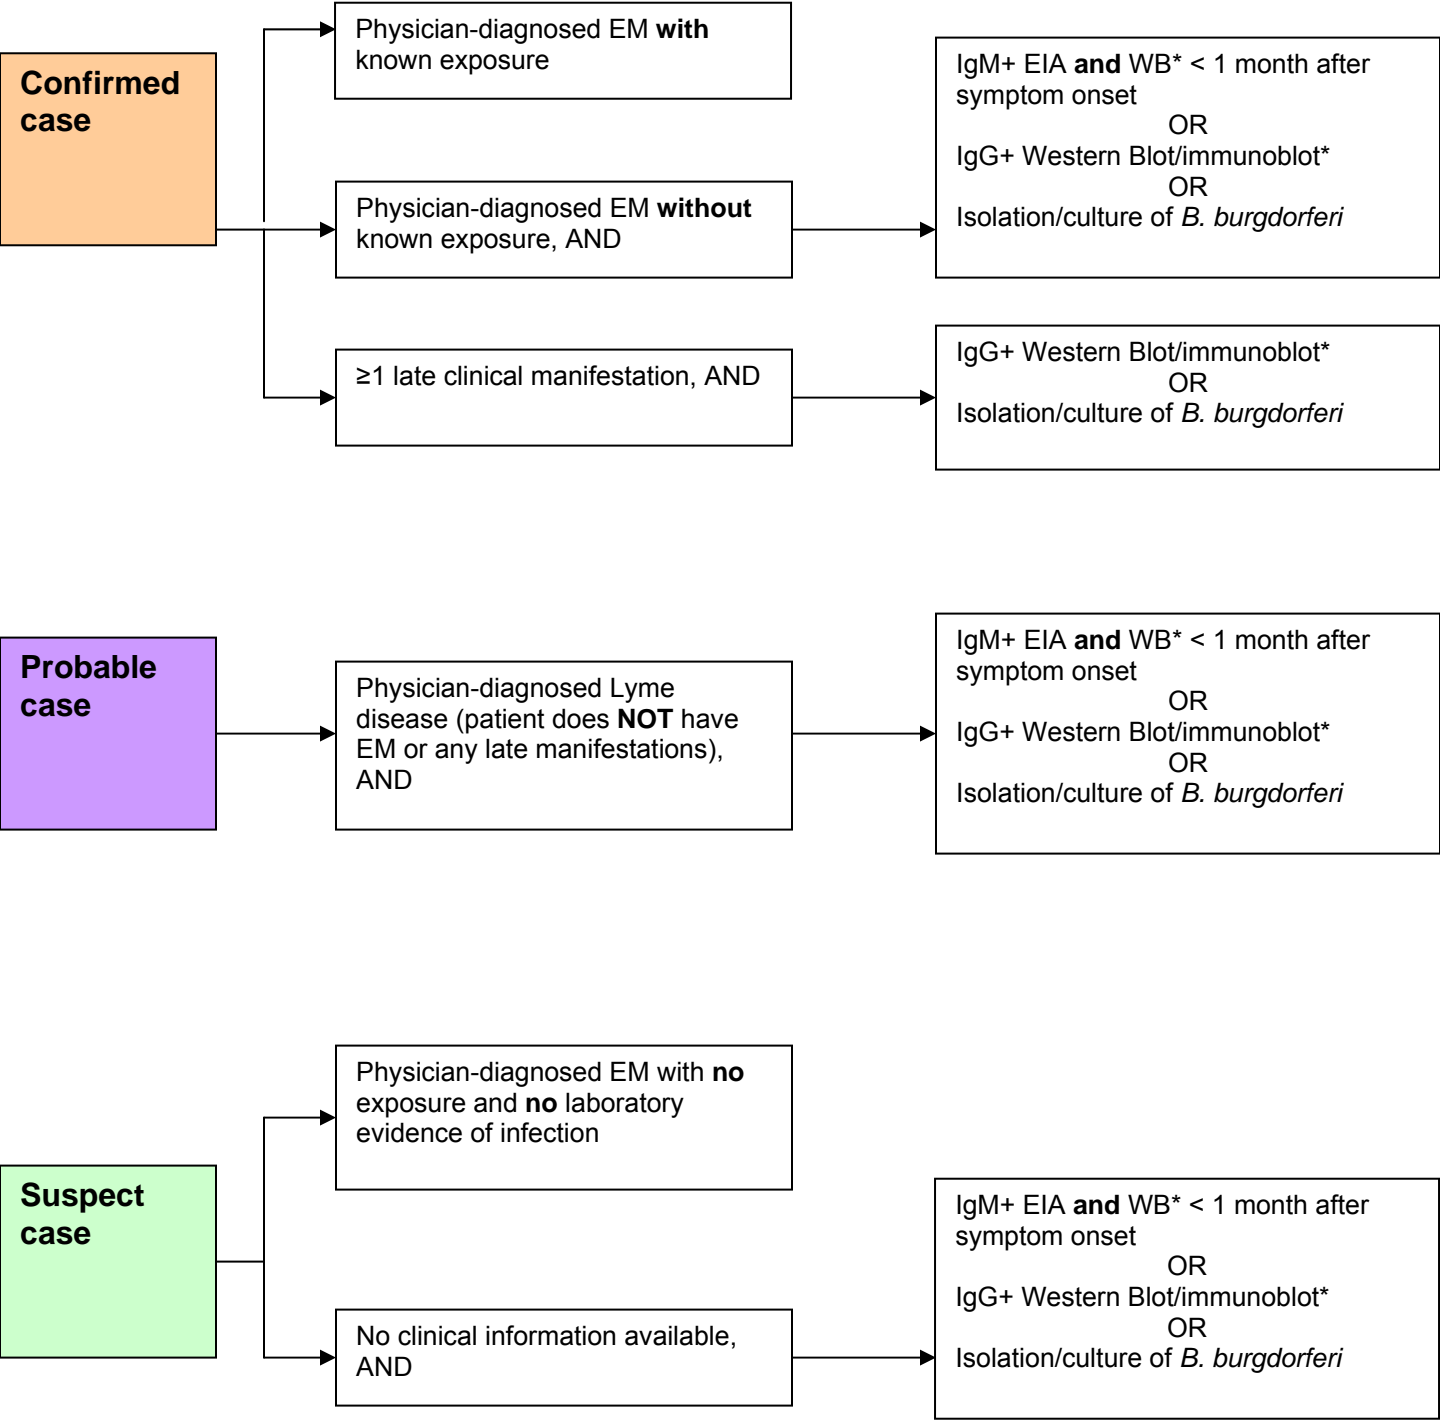 Confirmed
case
Physician-diagnosed EM with
known exposure
Physician-diagnosed EM without
known exposure, AND
IgM+ EIA and WB* < 1 month after
symptom onset
OR
IgG+ Western Blot/immunoblot*
OR
Isolation/culture of B. burgdorferi
≥1 late clinical manifestation, AND
IgG+ Western Blot/immunoblot*
OR
Isolation/culture of B. burgdorferi
Probable
case
Physician-diagnosed Lyme
disease (patient does NOT have
EM or any late manifestations),
AND
IgM+ EIA and WB* < 1 month after
symptom onset
OR
IgG+ Western Blot/immunoblot*
OR
Isolation/culture of B. burgdorferi
Suspect
case
Physician-diagnosed EM with no
exposure and no laboratory
evidence of infection
No clinical information available,
AND
IgM+ EIA and WB* < 1 month after
symptom onset
OR
IgG+ Western Blot/immunoblot*
OR
Isolation/culture of B. burgdorferi